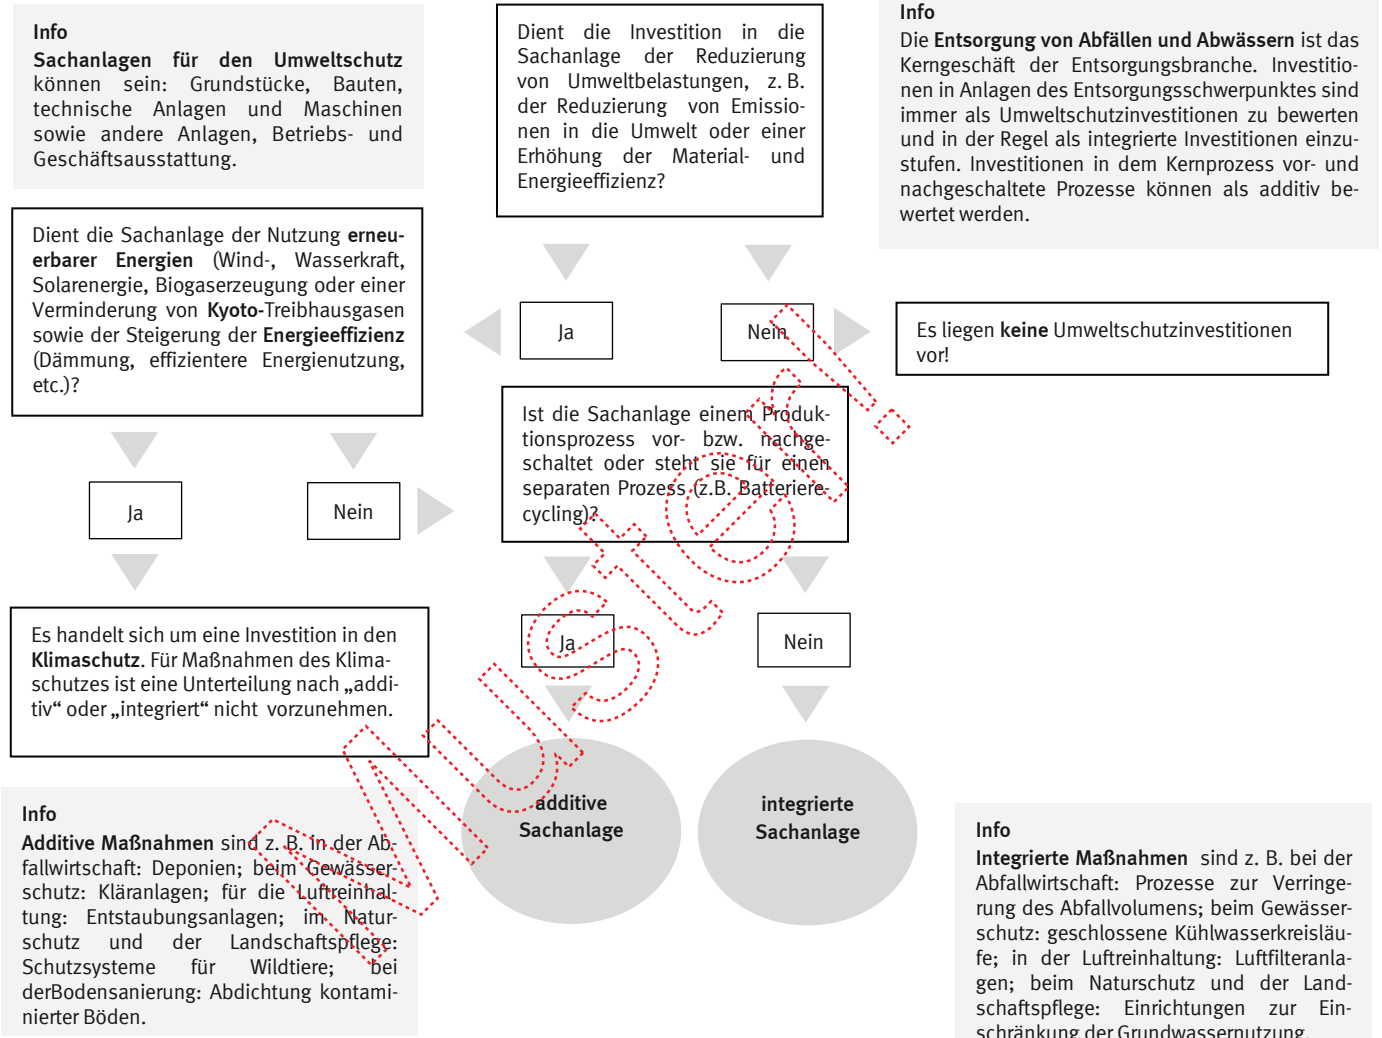 Info
Sachanlagen für den Umweltschutz
können sein: Grundstücke, Bauten,
technische Anlagen und Maschinen
sowie andere Anlagen, Betriebs- und
Geschäftsausstattung.
Dient die Investition in die
Sachanlage der Reduzierung
von Umweltbelastungen, z. B.
der Reduzierung von Emissio-
nen in die Umwelt oder einer
Erhöhung der Material- und
Energieeffizienz?
Info
Die Entsorgung von Abfällen und Abwässern ist das
Kerngeschäft der Entsorgungsbranche. Investitio-
nen in Anlagen des Entsorgungsschwerpunktes sind
immer als Umweltschutzinvestitionen zu bewerten
und in der Regel als integrierte Investitionen einzu-
stufen. Investitionen in dem Kernprozess vor- und
nachgeschaltete Prozesse können als additiv be-
wertet werden.
Dient die Sachanlage der Nutzung erneu-
erbarer Energien (Wind-, Wasserkraft,
Solarenergie, Biogaserzeugung oder einer
Verminderung von Kyoto-Treibhausgasen
sowie der Steigerung der Energieeffizienz
(Dämmung, effizientere Energienutzung,
etc.)?
Ja
Nein
Es liegen keine Umweltschutzinvestitionen
vor!
Ist die Sachanlage einem Produk-
tionsprozess vor- bzw. nachge-
schaltet oder steht sie für einen
separaten Prozess (z.B. Batteriere-
cycling)?
Ja
Nein
Ja
Nein
Es handelt sich um eine Investition in den
Klimaschutz. Für Maßnahmen des Klima-
schutzes ist eine Unterteilung nach „addi-
tiv“ oder „integriert“ nicht vorzunehmen.
additive
Sachanlage
integrierte
Sachanlage
Info
Additive Maßnahmen sind z. B. in der Ab-
fallwirtschaft: Deponien; beim Gewässer-
schutz: Kläranlagen; für die Luftreinhal-
tung: Entstaubungsanlagen; im Natur-
schutz und der Landschaftspflege:
Schutzsysteme für Wildtiere; bei
derBodensanierung: Abdichtung kontami-
nierter Böden.
Info
Integrierte Maßnahmen sind z. B. bei der
Abfallwirtschaft: Prozesse zur Verringe-
rung des Abfallvolumens; beim Gewässer-
schutz: geschlossene Kühlwasserkreisläu-
fe; in der Luftreinhaltung: Luftfilteranla-
gen; beim Naturschutz und der Land-
schaftspflege: Einrichtungen zur Ein-
schränkung der Grundwassernutzung.
Muster!